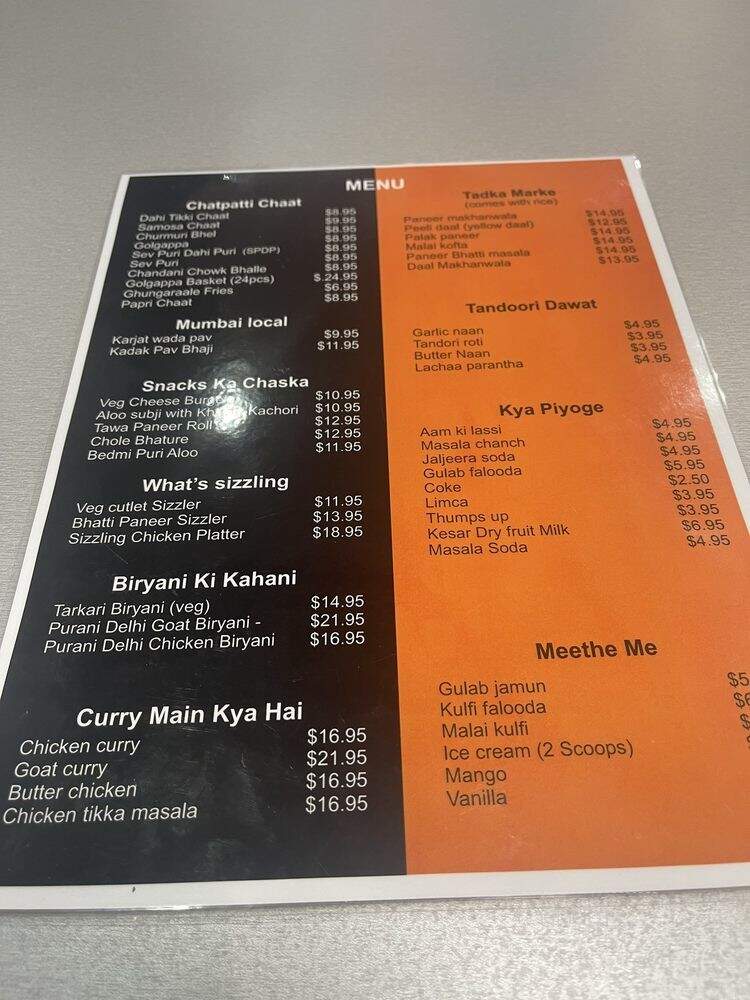 MENU
Chatpatti Chaat
Dahi Tikki Chaat $8.95
Samosa Chaat $9.95
Churmuri Bhel $8.95
Golgappa $8.95
Sev Puri Dahi Puri (SPDP) $8.95
Sev Puri $8.95
Chandani Chowk Bhalle $8.95
Golgappa Basket (24pcs) $.24.95
Ghungaraale Fries $6.95
Papri Chaat $8.95
Mumbai local
Karjat wada pav $9.95
Kadak Pav Bhaji $11.95
Snacks Ka Chaska
Veg Cheese Burger $10.95
Aloo subji with Kachori $10.95
Tawa Paneer Roll $12.95
Chole Bhature $12.95
Bedmi Puri Aloo $11.95
What's sizzling
Veg cutlet Sizzler $11.95
Bhatti Paneer Sizzler $13.95
Sizzling Chicken Platter $18.95
Biryani Ki Kahani
Tarkari Biryani (veg) $14.95
Purani Delhi Goat Biryani - $21.95
Purani Delhi Chicken Biryani $16.95
Curry Main Kya Hai
Chicken curry $16.95
Goat curry $21.95
Butter chicken $16.95
Chicken tikka masala $16.95
Tadka Marke
(comes with rice)
Paneer makhanwala $14.95
Peeli daal (yellow daal) $12.95
Palak paneer $14.95
Malai kofta $14.95
Paneer Bhatti masala $14.95
Daal Makhanwala $13.95
Tandoori Dawat
Garlic naan $4.95
Tandori roti $3.95
Butter Naan $3.95
Lachaa parantha $4.95
Kya Piyoge
Aam ki lassi $4.95
Masala chanch $4.95
Jaljeera soda $4.95
Gulab falooda $5.95
Coke $2.50
Limca $3.95
Thumps up $3.95
Kesar Dry fruit Milk $6.95
Masala Soda $4.95
Meethe Me
Gulab jamun
Kulfi falooda
Malai kulfi
Ice cream (2 Scoops)
Mango
Vanilla